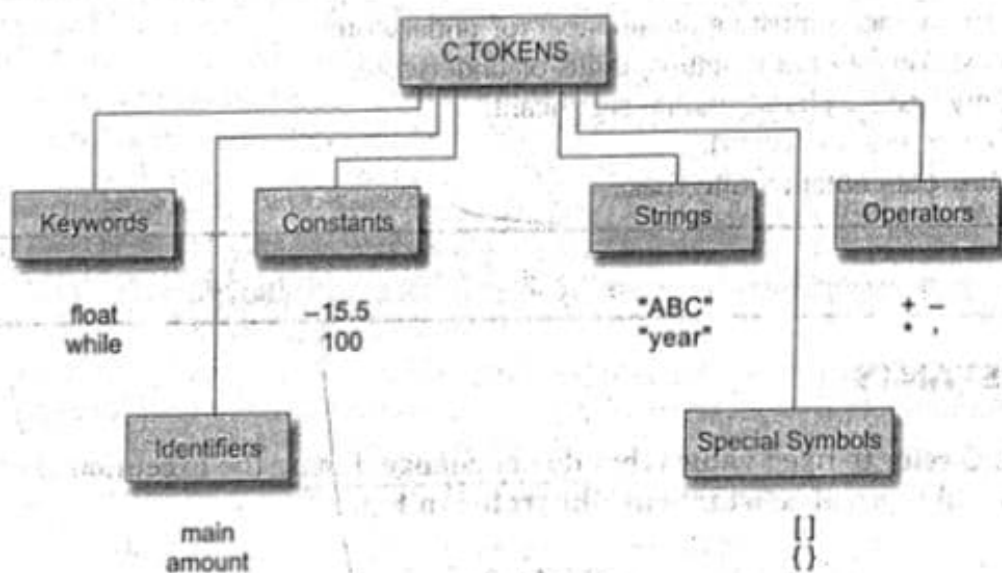 C TOKENS
Keywords
Constants
Strings
Operators
float
while
–15.5
100
"ABC"
"year"
+ –
* ,
Identifiers
Special Symbols
main
amount
[ ]
{ }